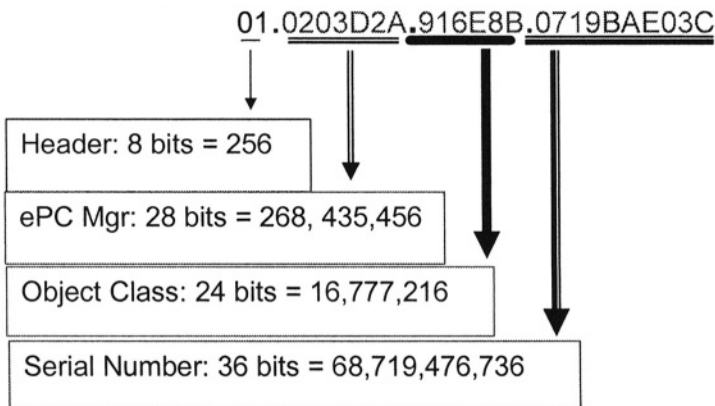 01.0203D2A.916E8B.0719BAE03C
Header: 8 bits = 256
ePC Mgr: 28 bits = 268, 435,456
Object Class: 24 bits = 16,777,216
Serial Number: 36 bits = 68,719,476,736